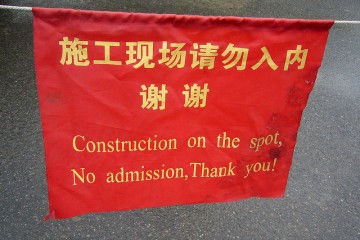 施工现场请勿入内
谢谢
Construction on the spot,
No admission,Thank you!